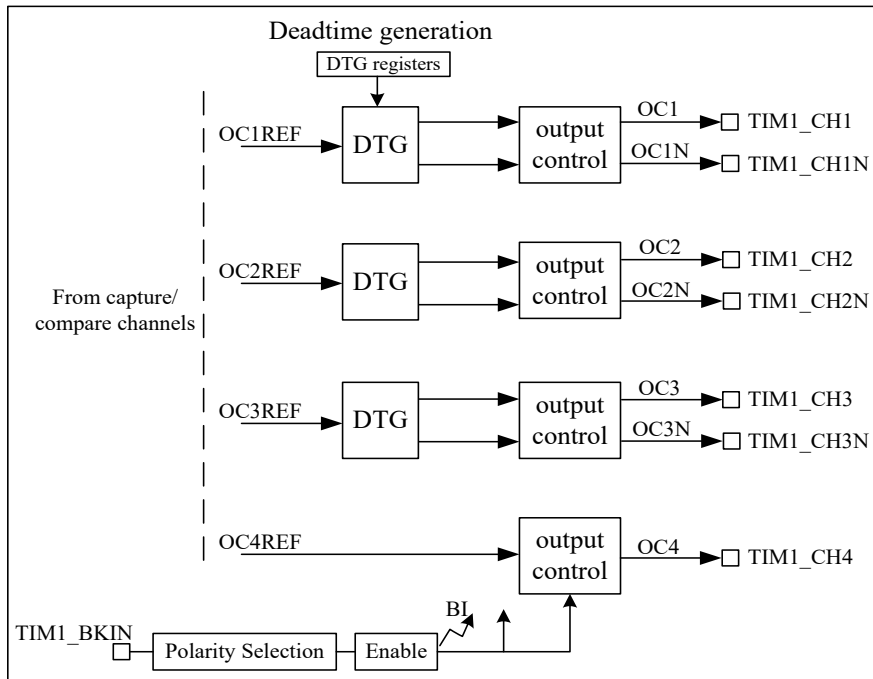 Deadtime generation
DTG registers
OC1REF
DTG
output
control
OC1
TIM1_CH1
OC1N
TIM1_CH1N
OC2REF
DTG
output
control
OC2
TIM1_CH2
OC2N
TIM1_CH2N
From capture/
compare channels
OC3REF
DTG
output
control
OC3
TIM1_CH3
OC3N
TIM1_CH3N
OC4REF
output
control
OC4
TIM1_CH4
BI
TIM1_BKIN
Polarity Selection
Enable